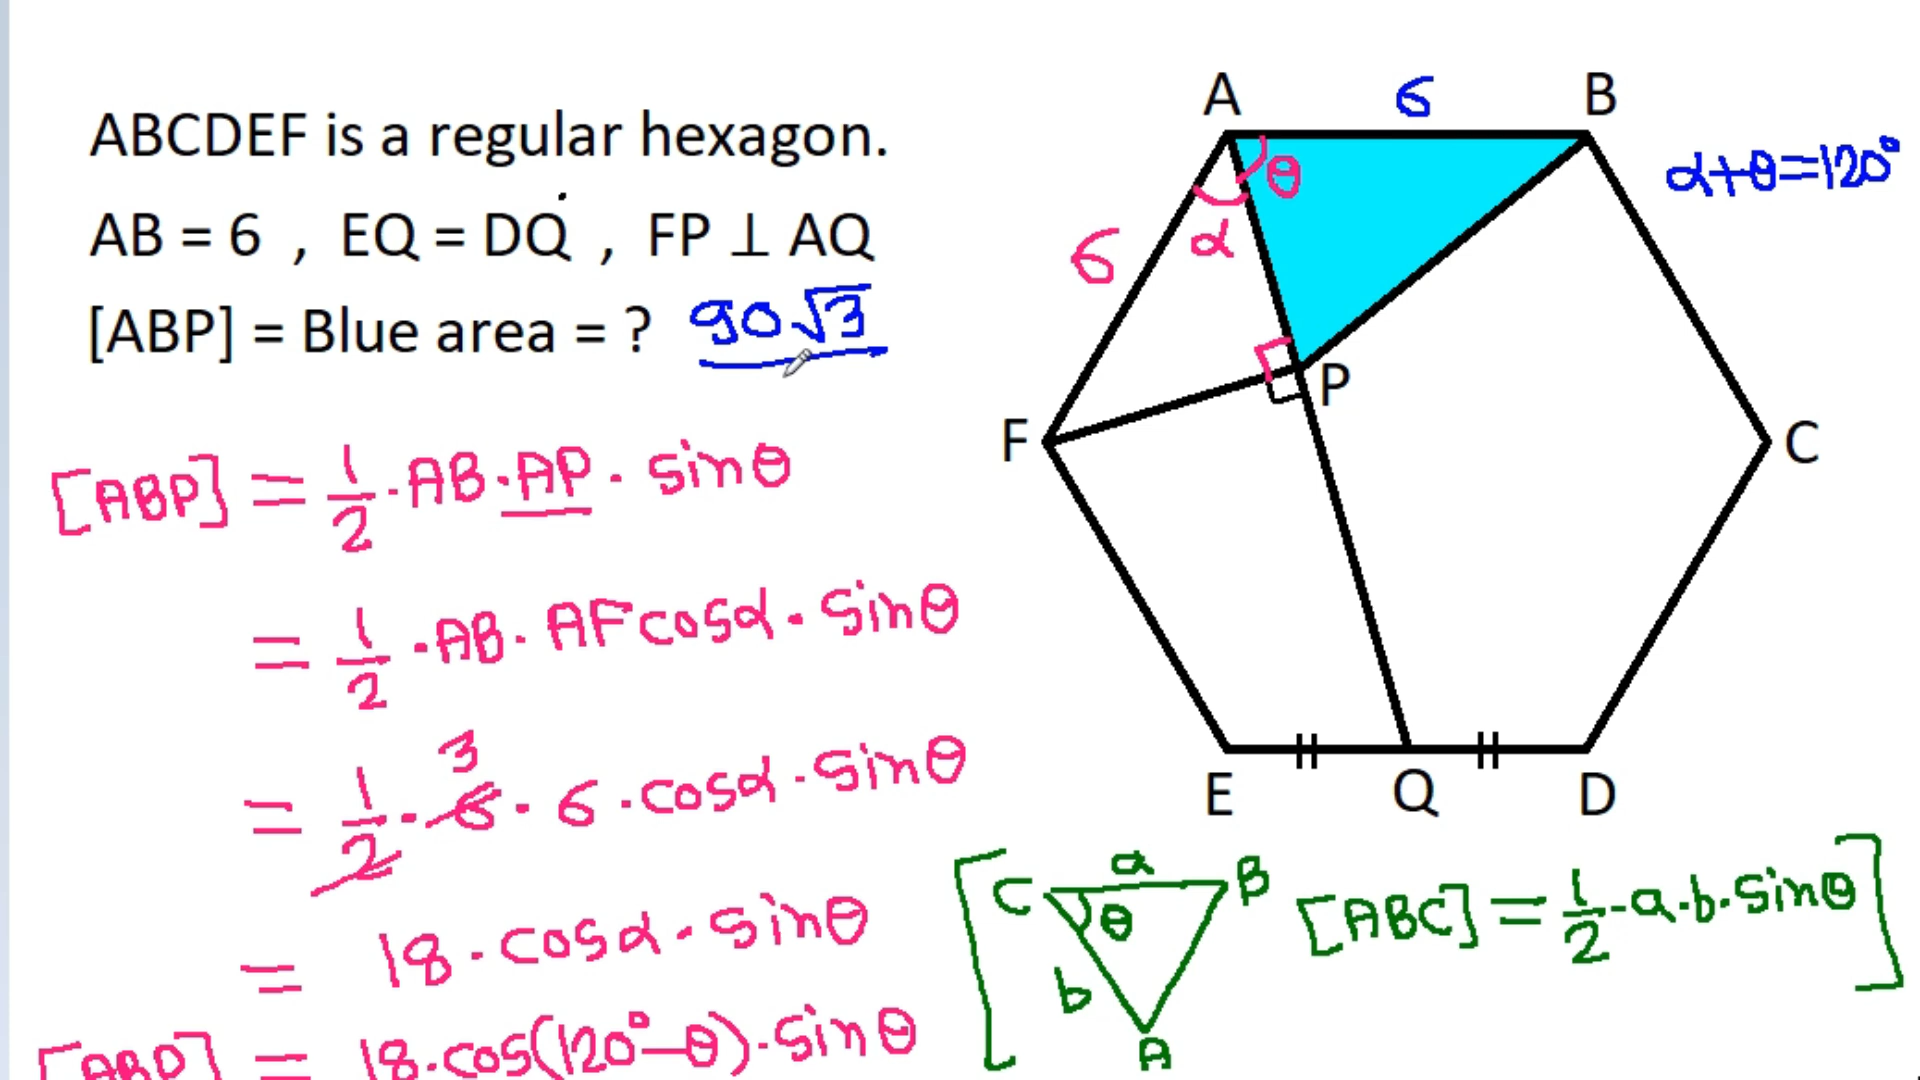 ABCDEF is a regular hexagon.
AB = 6 , EQ = DQ , FP ⊥ AQ
[ABP] = Blue area = ? 90√3
[ABP] = 1/2 · AB · AP · sinθ
= 1/2 · AB · AF cosα · sinθ
= 1/2 · 6 · 6 · cosα · sinθ
3
= 18 · cosα · sinθ
[ABP] = 18 · cos(120° − θ) · sinθ
A 6 B
α+θ=120°
θ
6 α
P
F C
E Q D
C a B
θ
b
A
[ABC] = 1/2 · a · b · sinθ